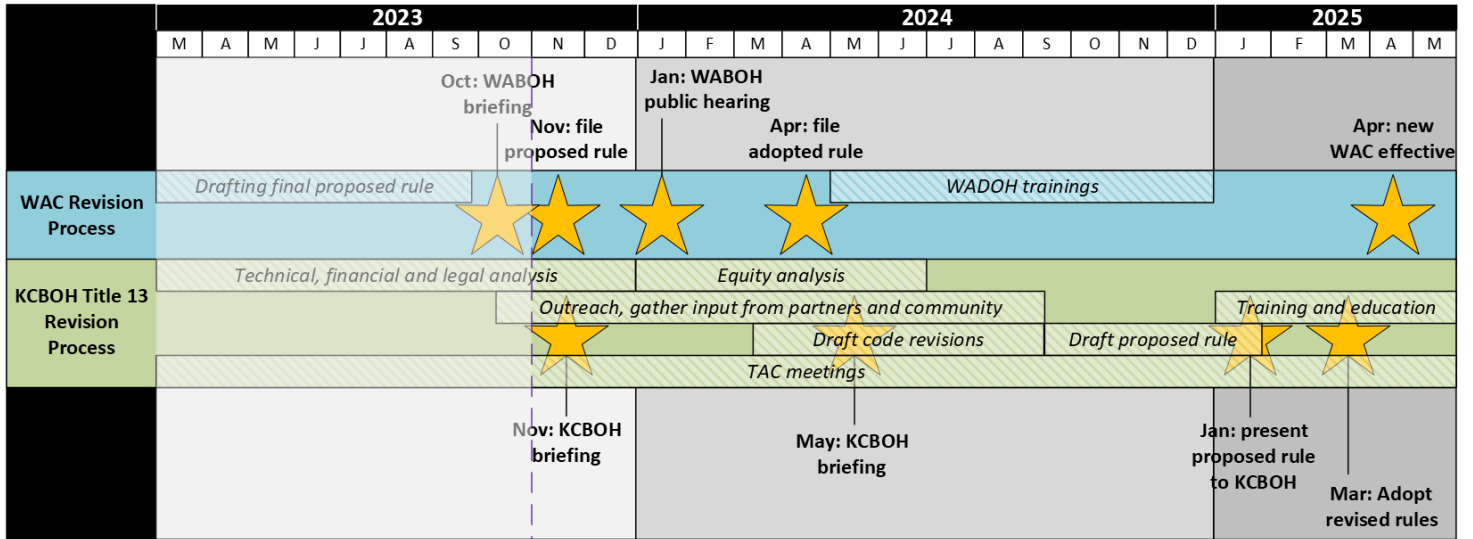 2023 2024 2025
M A M J J A S O N D J F M A M J J A S O N D J F M A M
Oct: WABOH
briefing
Nov: file
proposed rule
Jan: WABOH
public hearing
Apr: file
adopted rule
Apr: new
WAC effective
WAC Revision
Process
Drafting final proposed rule
WADOH trainings
KCBOH Title 13
Revision
Process
Technical, financial and legal analysis
Equity analysis
Outreach, gather input from partners and community
Training and education
Draft code revisions
Draft proposed rule
TAC meetings
Nov: KCBOH
briefing
May: KCBOH
briefing
Jan: present
proposed rule
to KCBOH
Mar: Adopt
revised rules